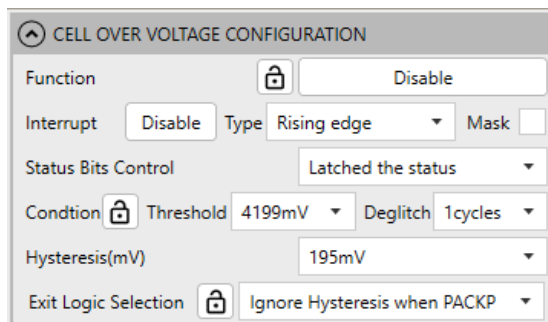 CELL OVER VOLTAGE CONFIGURATION
Function Disable
Interrupt Disable Type Rising edge Mask
Status Bits Control Latched the status
Condtion Threshold 4199mV Deglitch 1cycles
Hysteresis(mV) 195mV
Exit Logic Selection Ignore Hysteresis when PACKP